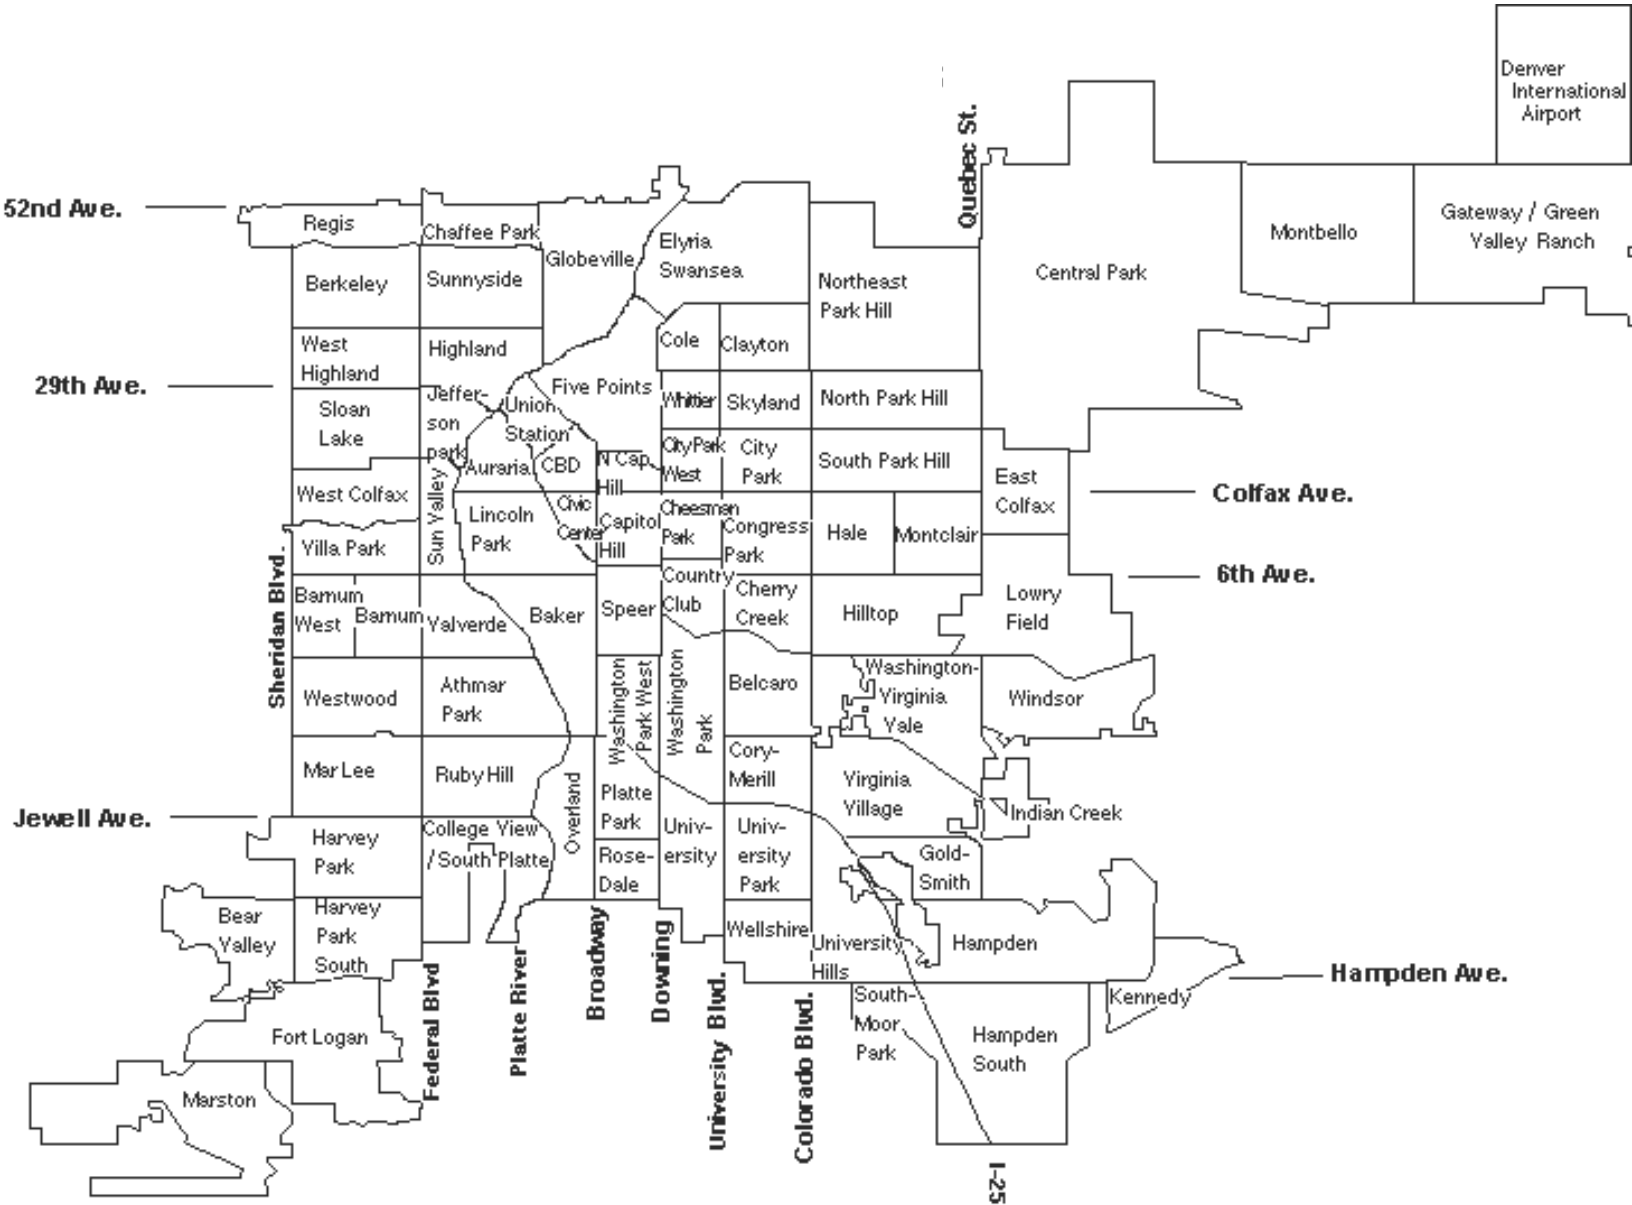 Denver
International
Airport
Quebec St.
52nd Ave.
Regis
Chaffee Park
Globeville
Elyria
Swansea
Montbello
Gateway / Green
Valley Ranch
Berkeley
Sunnyside
Northeast
Park Hill
Central Park
West
Highland
Highland
Cole
Clayton
29th Ave.
Sloan
Lake
Jeffer-
son
park
Union
Station
Five Points
Whittier
Skyland
North Park Hill
West Colfax
Sun Valley
Auraria
CBD
N Cap.
Hill
City Park
West
City
Park
South Park Hill
East
Colfax
Colfax Ave.
Villa Park
Lincoln
Park
Civic
Center
Capitol
Hill
Cheesman
Park
Congress
Park
Hale
Montclair
6th Ave.
Sheridan Blvd.
Barnum
West
Barnum
Valverde
Baker
Speer
Country
Club
Cherry
Creek
Hilltop
Lowry
Field
Westwood
Athmar
Park
Washington
Park West
Washington
Park
Belcaro
Washington-
Virginia
Vale
Windsor
Mar Lee
Ruby Hill
Overland
Platte
Park
Cory-
Merill
Virginia
Village
Indian Creek
Jewell Ave.
Harvey
Park
College View
/ South Platte
Rose-
Dale
Univ-
ersity
Univ-
ersity
Park
Gold-
Smith
Bear
Valley
Harvey
Park
South
Wellshire
University
Hills
Hampden
Hampden Ave.
Kennedy
Fort Logan
Federal Blvd
Platte River
Broadway
Downing
University Blvd.
Colorado Blvd.
South-
Moor
Park
Hampden
South
Marston
I-25